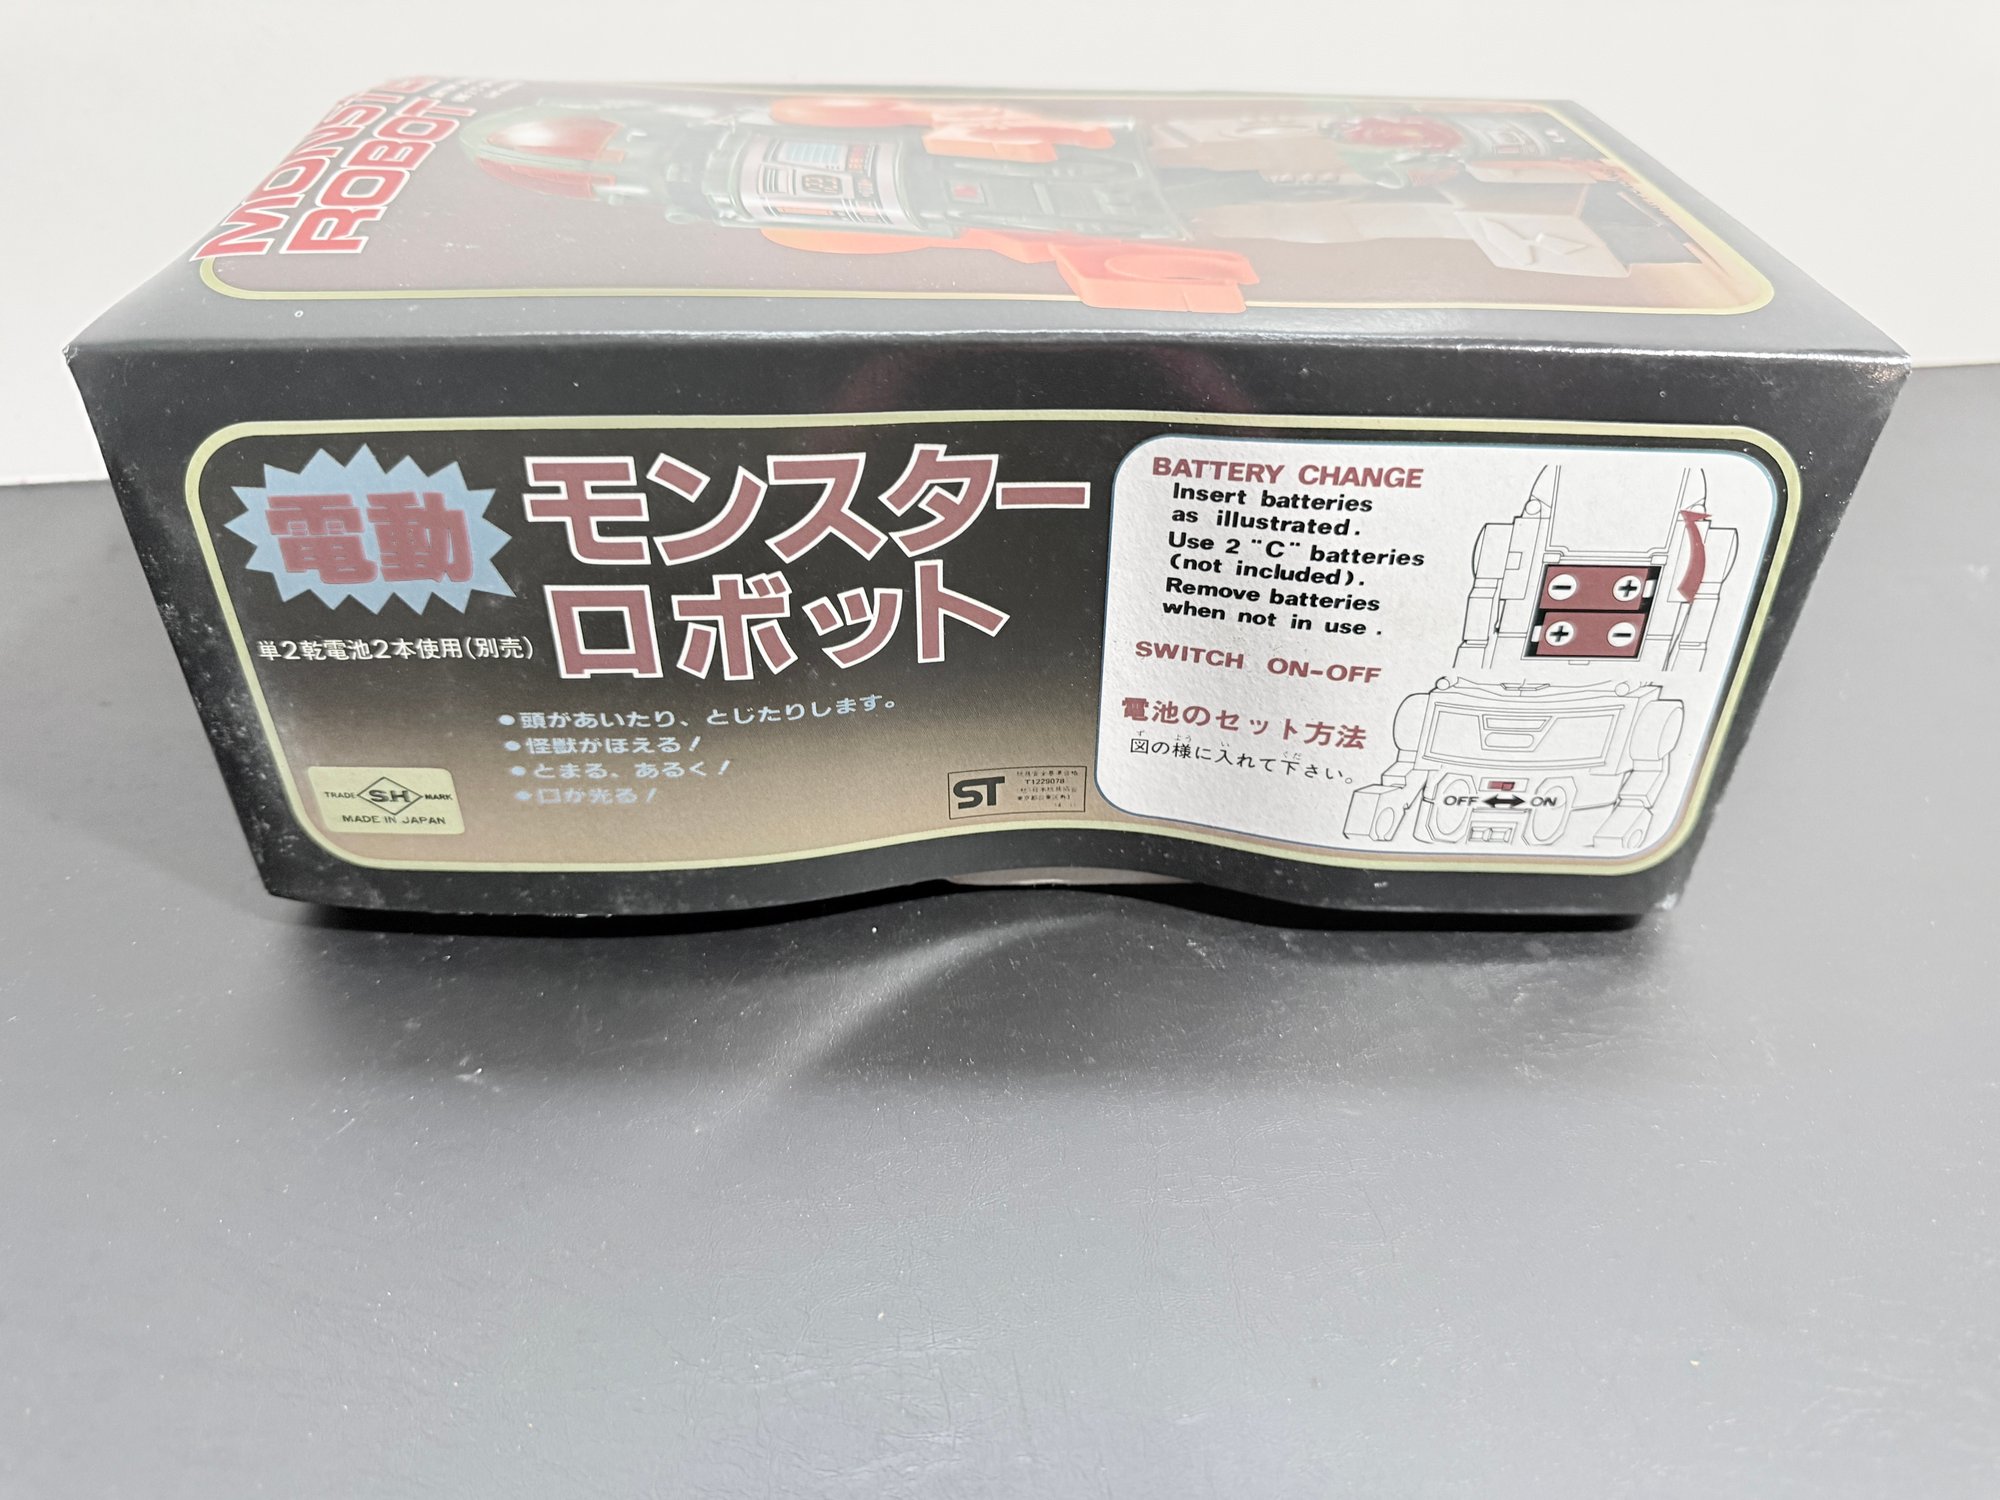 MONSTER
ROBOT
電動
モンスター
ロボット
単2乾電池2本使用(別売)
●頭があいたり、とじたりします。
●怪獣がほえる!
●とまる、あるく!
●口が光る!
TRADE S.H MARK
MADE IN JAPAN
ST
T1229078
BATTERY CHANGE
Insert batteries
as illustrated.
Use 2 "C" batteries
(not included).
Remove batteries
when not in use.
SWITCH ON-OFF
電池のセット方法
図の様に入れて下さい。
- +
+ -
OFF ↔ ON